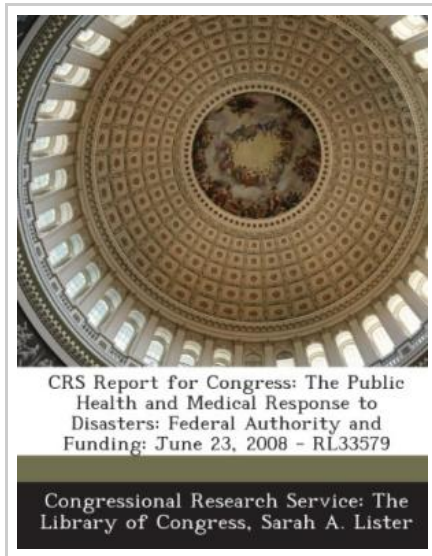 CRS Report for Congress: The Public
Health and Medical Response to
Disasters: Federal Authority and
Funding: June 23, 2008 - RL33579
Congressional Research Service: The
Library of Congress, Sarah A. Lister